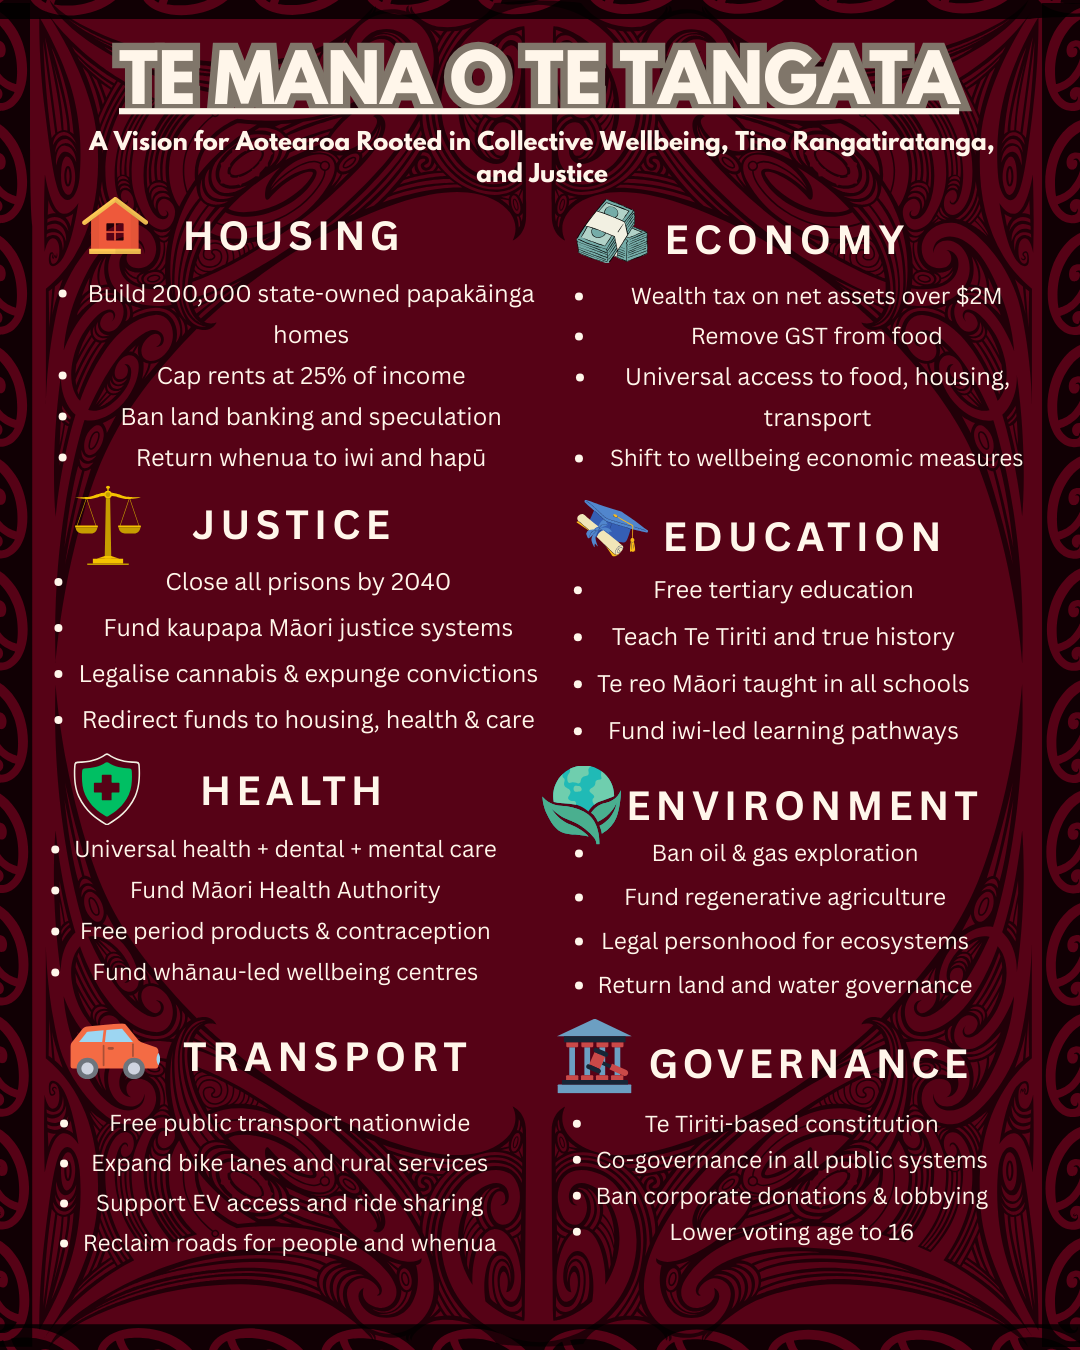 TE MANA O TE TANGATA
A Vision for Aotearoa Rooted in Collective Wellbeing, Tino Rangatiratanga,
and Justice
HOUSING
• Build 200,000 state-owned papakāinga
homes
• Cap rents at 25% of income
• Ban land banking and speculation
• Return whenua to iwi and hapū
ECONOMY
• Wealth tax on net assets over $2M
• Remove GST from food
• Universal access to food, housing,
transport
• Shift to wellbeing economic measures
JUSTICE
• Close all prisons by 2040
• Fund kaupapa Māori justice systems
• Legalise cannabis & expunge convictions
• Redirect funds to housing, health & care
EDUCATION
• Free tertiary education
• Teach Te Tiriti and true history
• Te reo Māori taught in all schools
• Fund iwi-led learning pathways
HEALTH
• Universal health + dental + mental care
• Fund Māori Health Authority
• Free period products & contraception
• Fund whānau-led wellbeing centres
ENVIRONMENT
• Ban oil & gas exploration
• Fund regenerative agriculture
• Legal personhood for ecosystems
• Return land and water governance
TRANSPORT
• Free public transport nationwide
• Expand bike lanes and rural services
• Support EV access and ride sharing
• Reclaim roads for people and whenua
GOVERNANCE
• Te Tiriti-based constitution
• Co-governance in all public systems
• Ban corporate donations & lobbying
• Lower voting age to 16